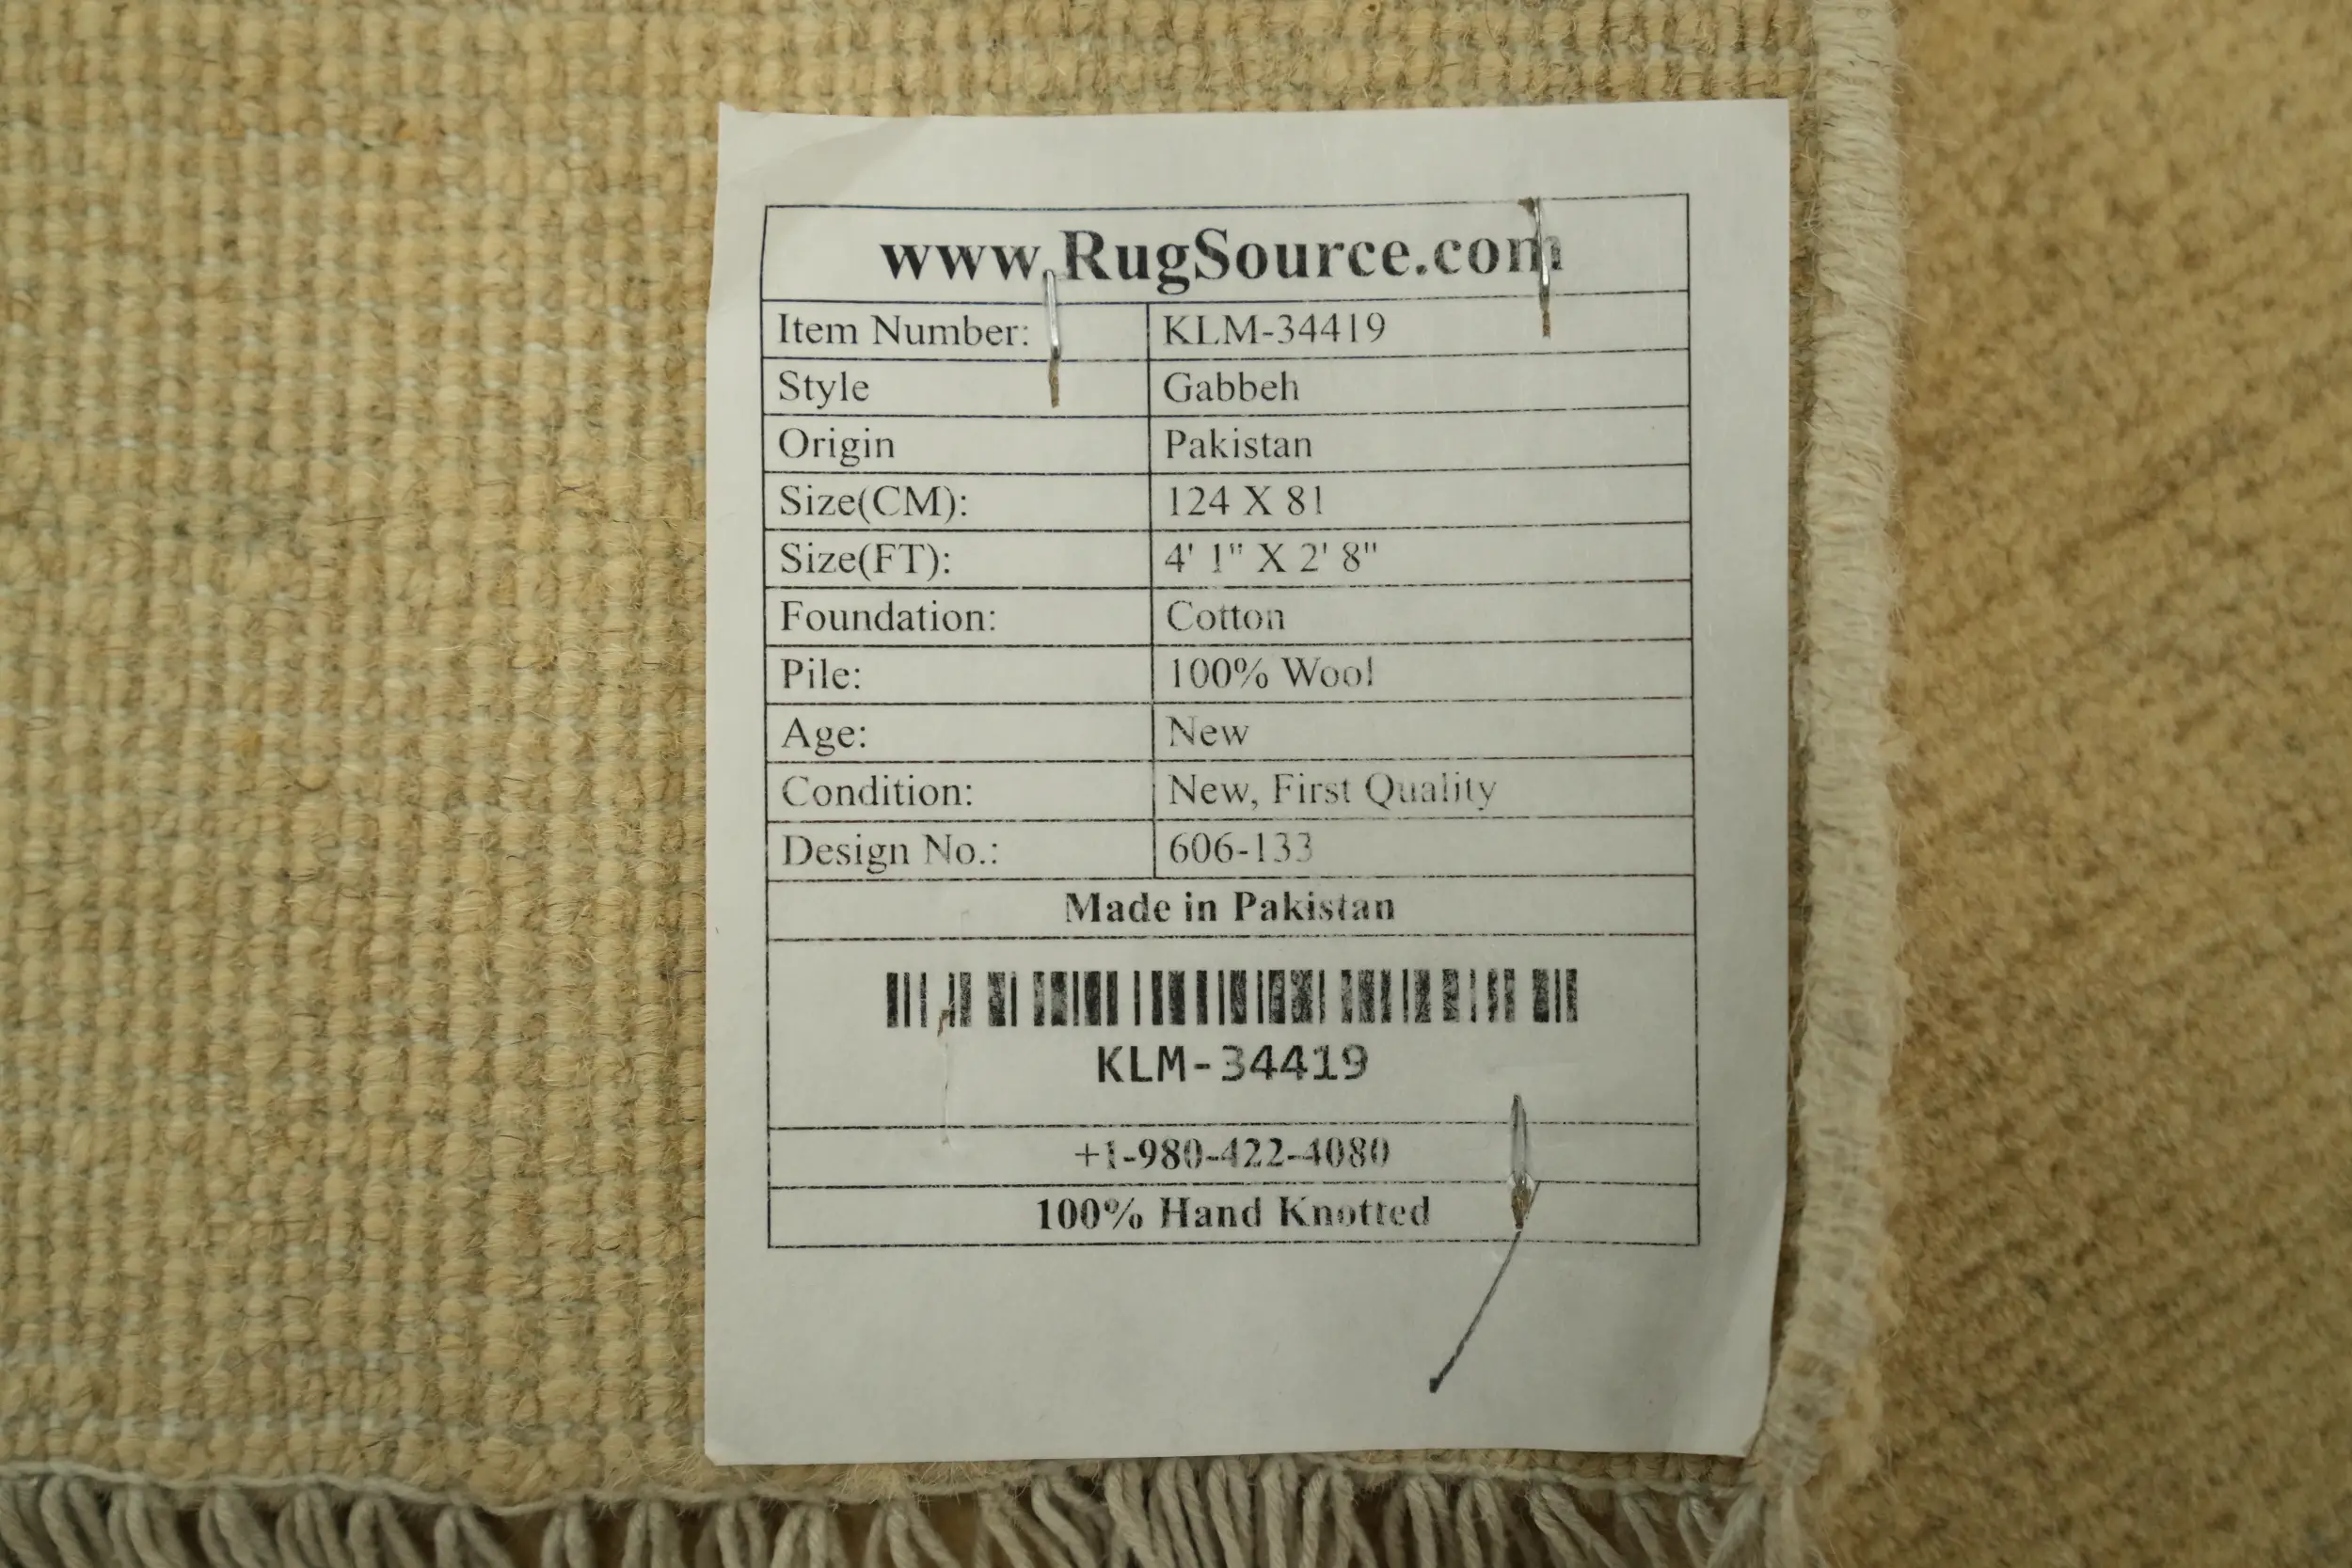 www.RugSource.com
Item Number: KLM-34419
Style Gabbeh
Origin Pakistan
Size(CM): 124 X 81
Size(FT): 4' 1" X 2' 8"
Foundation: Cotton
Pile: 100% Wool
Age: New
Condition: New, First Quality
Design No.: 606-133
Made in Pakistan
KLM-34419
+1-980-422-4080
100% Hand Knotted